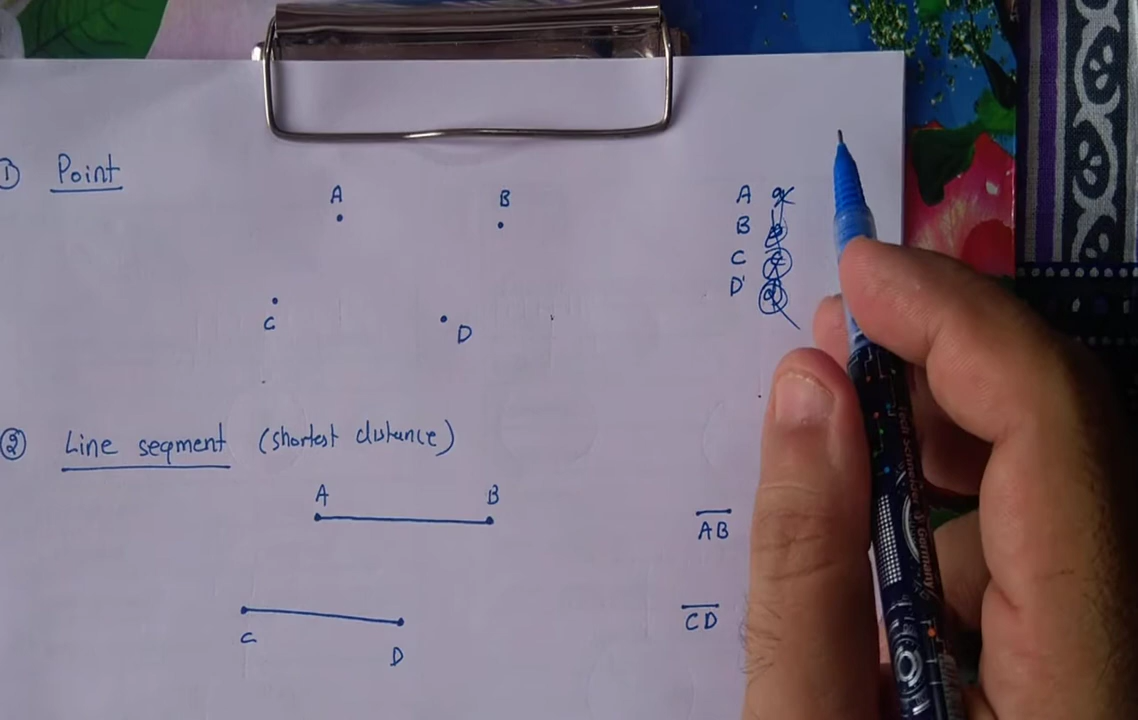 ① Point
A B
C D
A a
B b
C c
D d
② Line segment (shortest distance)
A B
AB
C D
CD